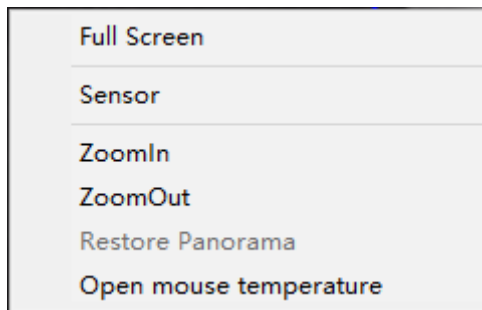 Full Screen
Sensor
ZoomIn
ZoomOut
Restore Panorama
Open mouse temperature